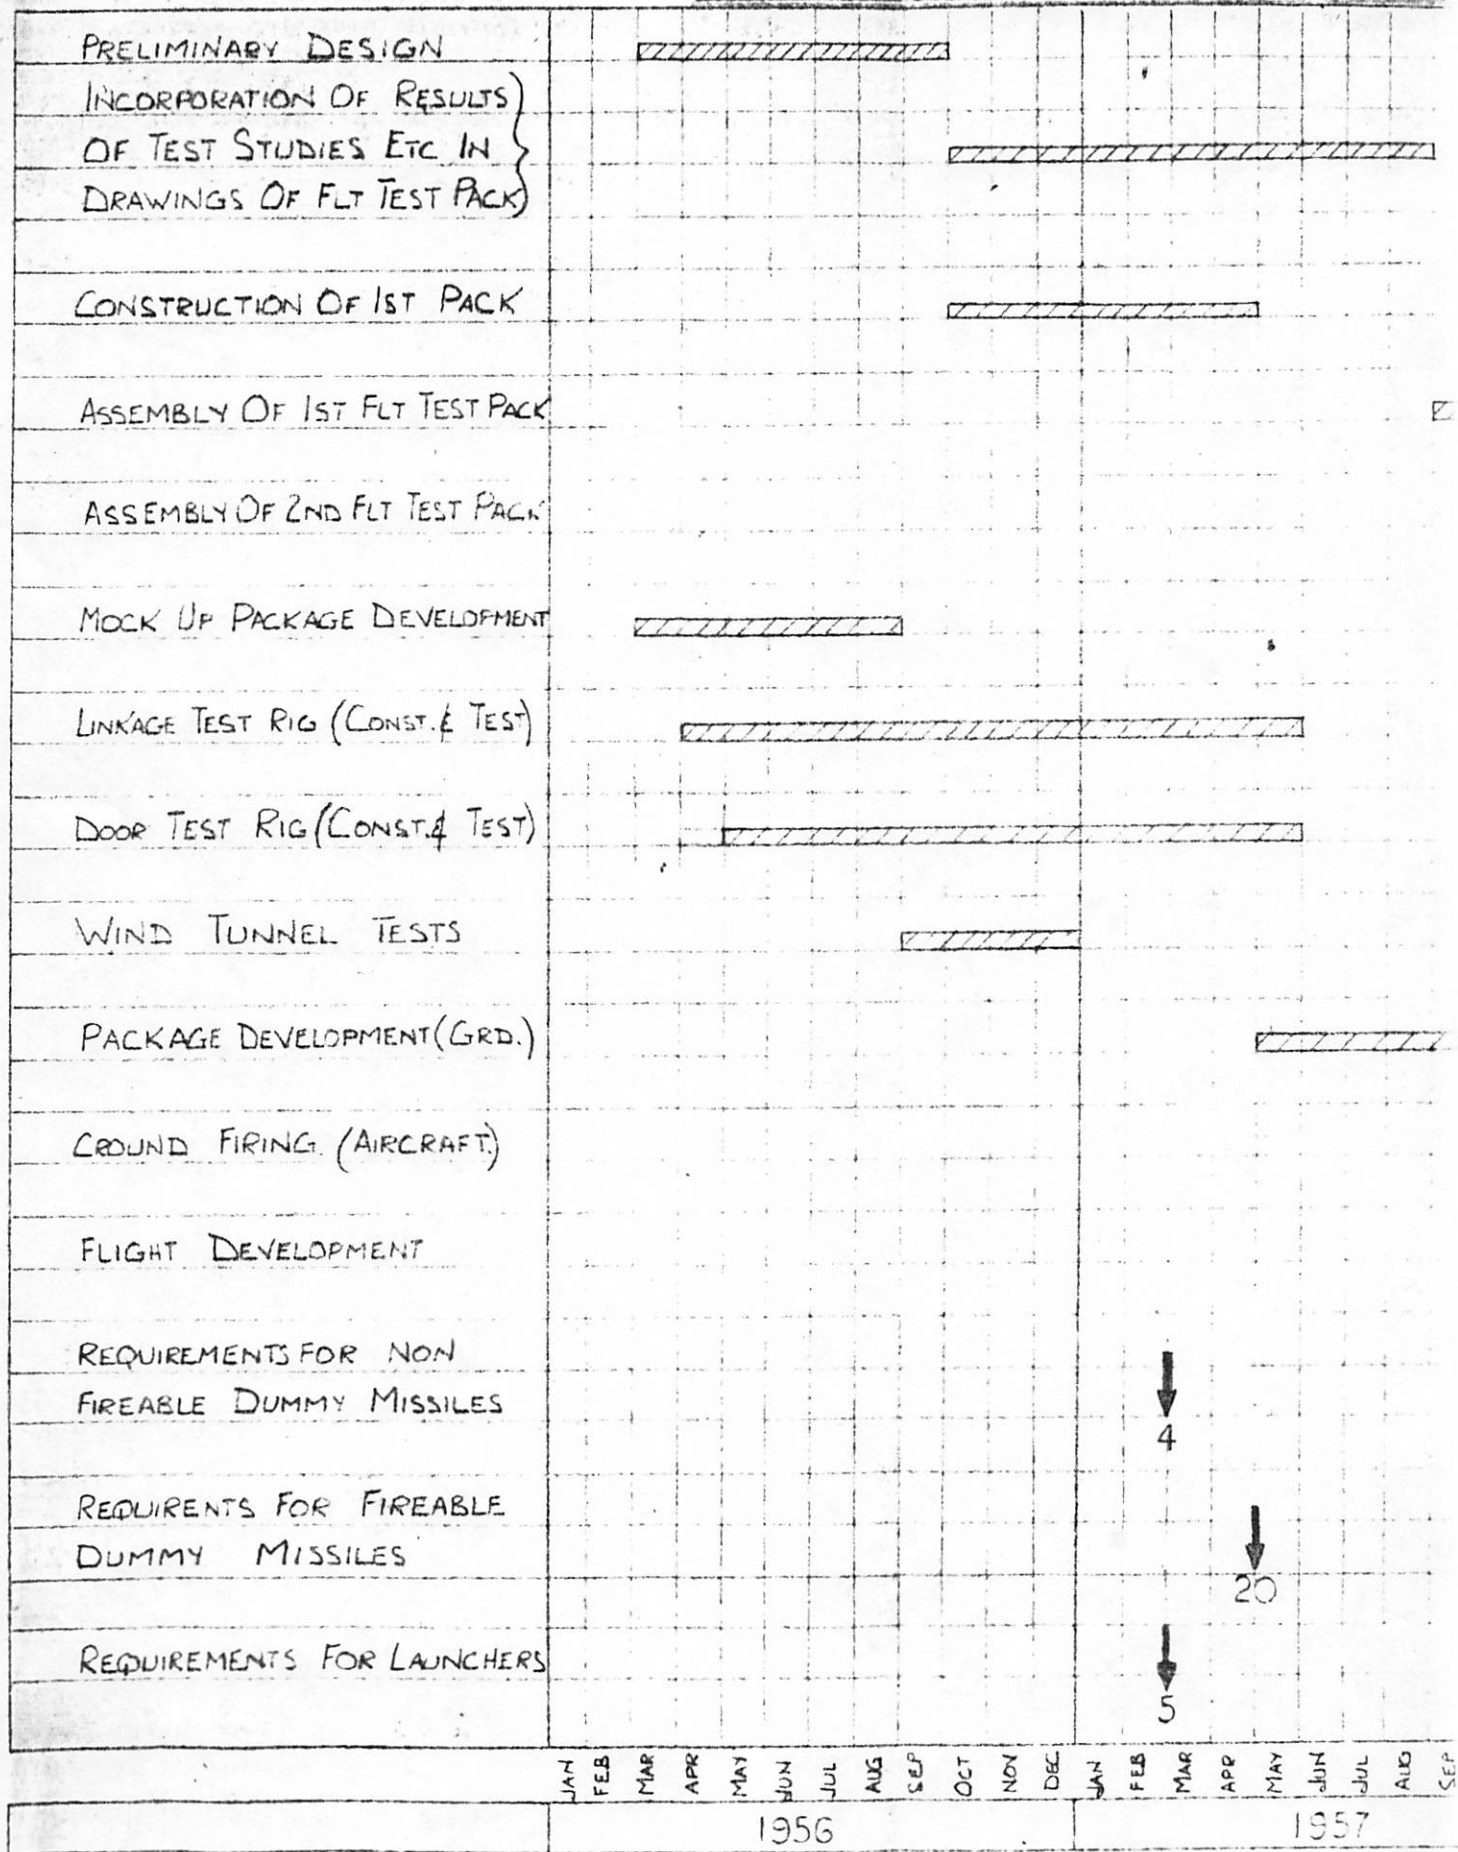 PRELIMINARY DESIGN
INCORPORATION OF RESULTS
OF TEST STUDIES ETC IN
DRAWINGS OF FLT TEST PACK
CONSTRUCTION OF 1ST PACK
ASSEMBLY OF 1ST FLT TEST PACK
ASSEMBLY OF 2ND FLT TEST PACK
MOCK UP PACKAGE DEVELOPMENT
LINKAGE TEST RIG (CONST. & TEST)
DOOR TEST RIG (CONST. & TEST)
WIND TUNNEL TESTS
PACKAGE DEVELOPMENT (GRD.)
GROUND FIRING. (AIRCRAFT.)
FLIGHT DEVELOPMENT
REQUIREMENTS FOR NON
FIREABLE DUMMY MISSILES
4
REQUIRENTS FOR FIREABLE
DUMMY MISSILES
20
REQUIREMENTS FOR LAUNCHERS
5
JAN FEB MAR APR MAY JUN JUL AUG SEP OCT NOV DEC JAN FEB MAR APR MAY JUN JUL AUG SEP
1956 1957